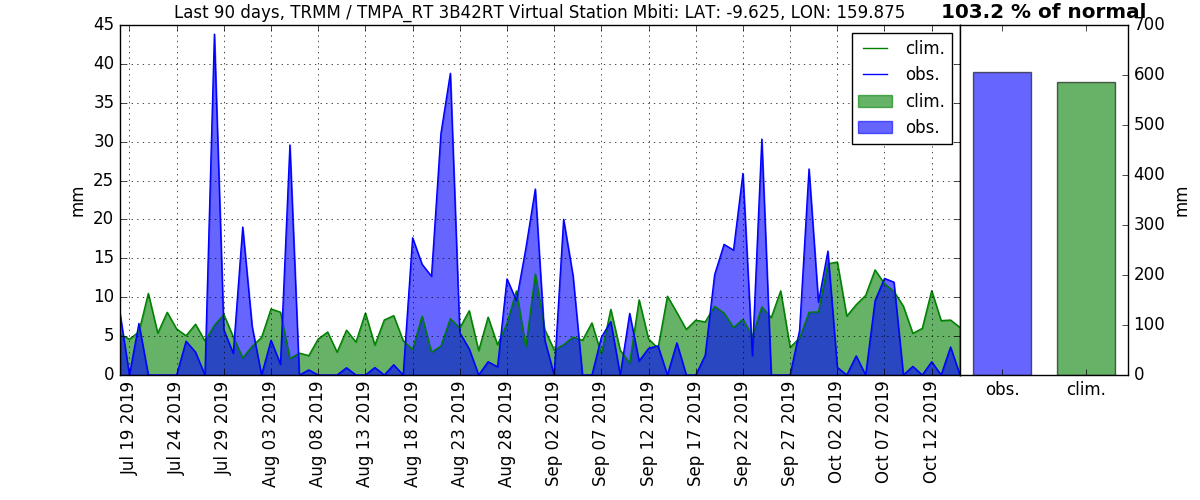 Last 90 days, TRMM / TMPA_RT 3B42RT Virtual Station Mbiti: LAT: -9.625, LON: 159.875
103.2 % of normal
45
40
35
30
25
20
15
10
5
0
mm
clim.
obs.
clim.
obs.
700
600
500
400
300
200
100
0
mm
Jul 19 2019
Jul 24 2019
Jul 29 2019
Aug 03 2019
Aug 08 2019
Aug 13 2019
Aug 18 2019
Aug 23 2019
Aug 28 2019
Sep 02 2019
Sep 07 2019
Sep 12 2019
Sep 17 2019
Sep 22 2019
Sep 27 2019
Oct 02 2019
Oct 07 2019
Oct 12 2019
obs.
clim.